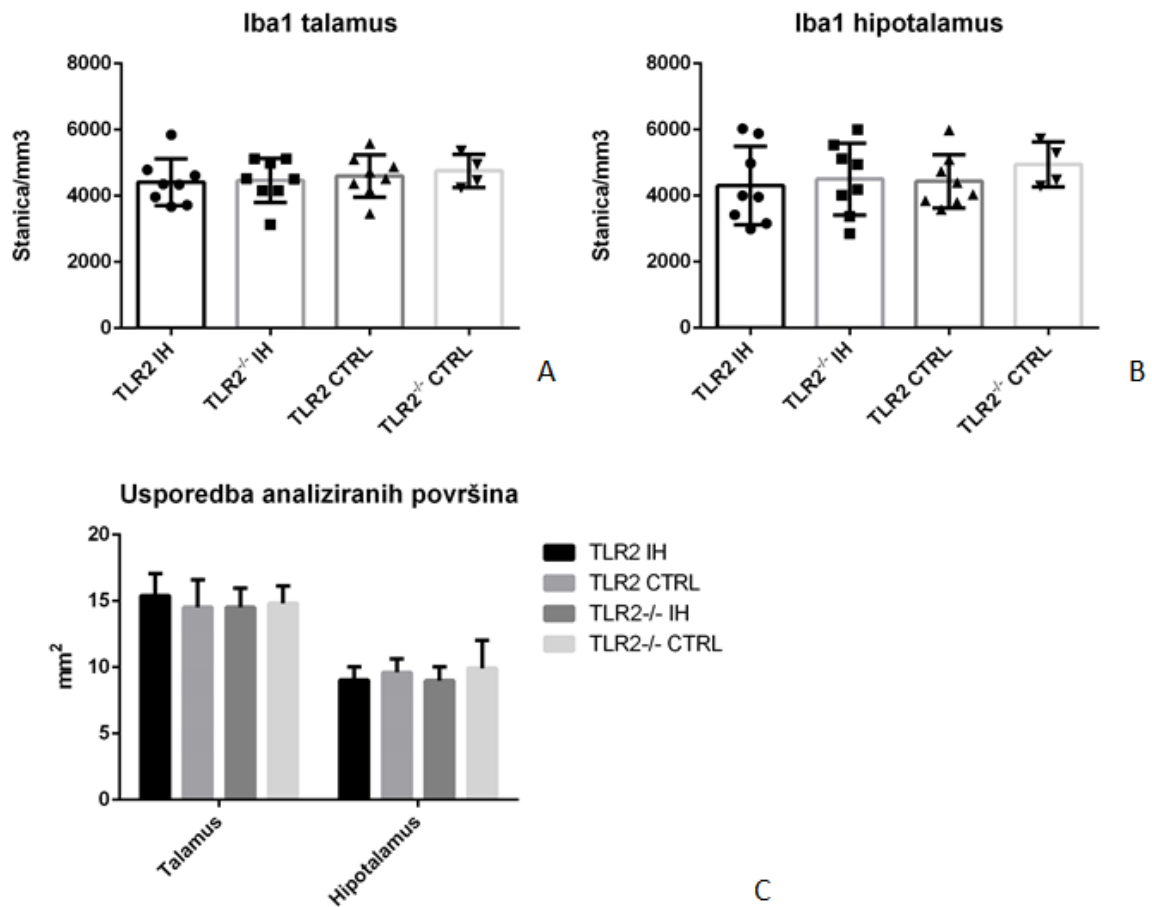 Iba1 talamus
8000
6000
4000
2000
0
Stanica/mm3
TLR2 IH
TLR2-/- IH
TLR2 CTRL
TLR2-/- CTRL
A
Iba1 hipotalamus
8000
6000
4000
2000
0
Stanica/mm3
TLR2 IH
TLR2-/- IH
TLR2 CTRL
TLR2-/- CTRL
B
Usporedba analiziranih površina
20
15
10
5
0
mm2
Talamus
Hipotalamus
TLR2 IH
TLR2 CTRL
TLR2-/- IH
TLR2-/- CTRL
C